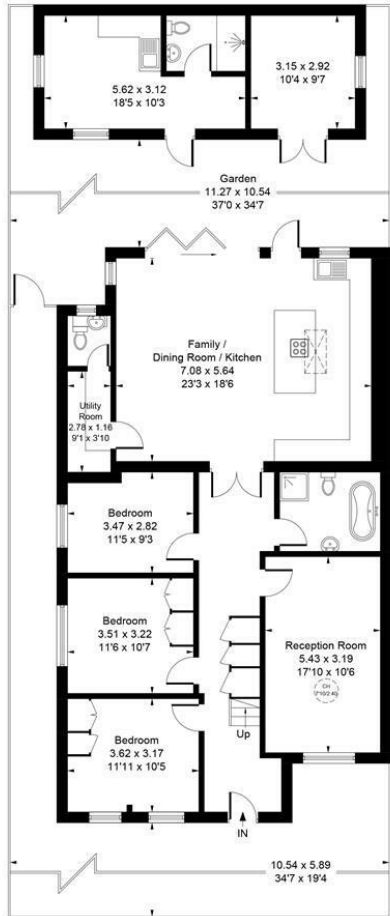 5.62 x 3.12
18'5 x 10'3
3.15 x 2.92
10'4 x 9'7
Garden
11.27 x 10.54
37'0 x 34'7
Family /
Dining Room / Kitchen
7.08 x 5.64
23'3 x 18'6
Utility
Room
2.78 x 1.16
9'1 x 3'10
Bedroom
3.47 x 2.82
11'5 x 9'3
Bedroom
3.51 x 3.22
11'6 x 10'7
Reception Room
5.43 x 3.19
17'10 x 10'6
CH
Bedroom
3.62 x 3.17
11'11 x 10'5
Up
IN
10.54 x 5.89
34'7 x 19'4